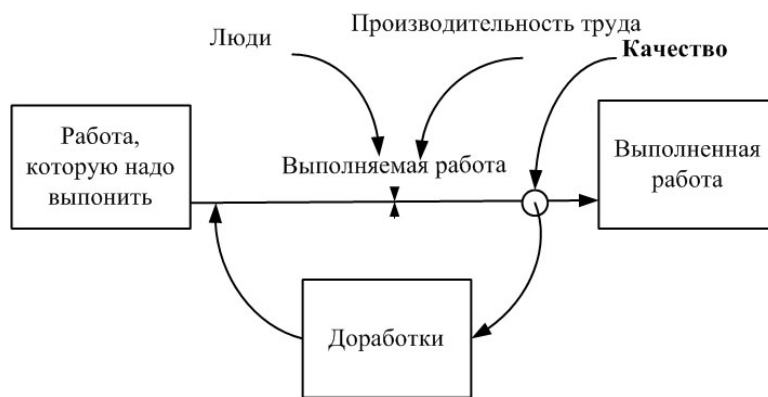 Люди
Производительность труда
Качество
Работа,
которую надо
выпонить
Выполняемая работа
Выполненная
работа
Доработки